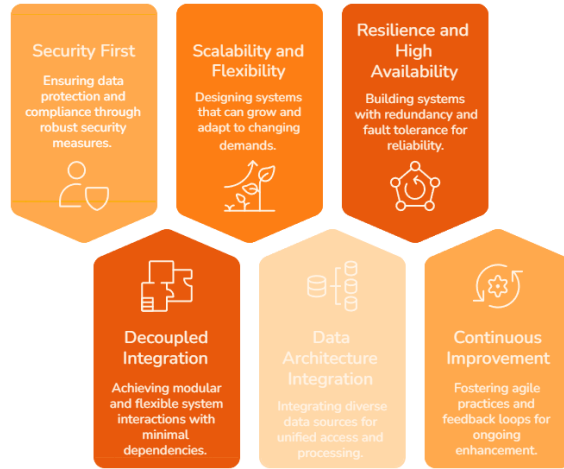 Security First
Ensuring data
protection and
compliance through
robust security
measures.
Scalability and
Flexibility
Designing systems
that can grow and
adapt to changing
demands.
Resilience and
High
Availability
Building systems
with redundancy and
fault tolerance for
reliability.
Decoupled
Integration
Achieving modular
and flexible system
interactions with
minimal
dependencies.
Data
Architecture
Integration
Integrating diverse
data sources for
unified access and
processing.
Continuous
Improvement
Fostering agile
practices and
feedback loops for
ongoing
enhancement.